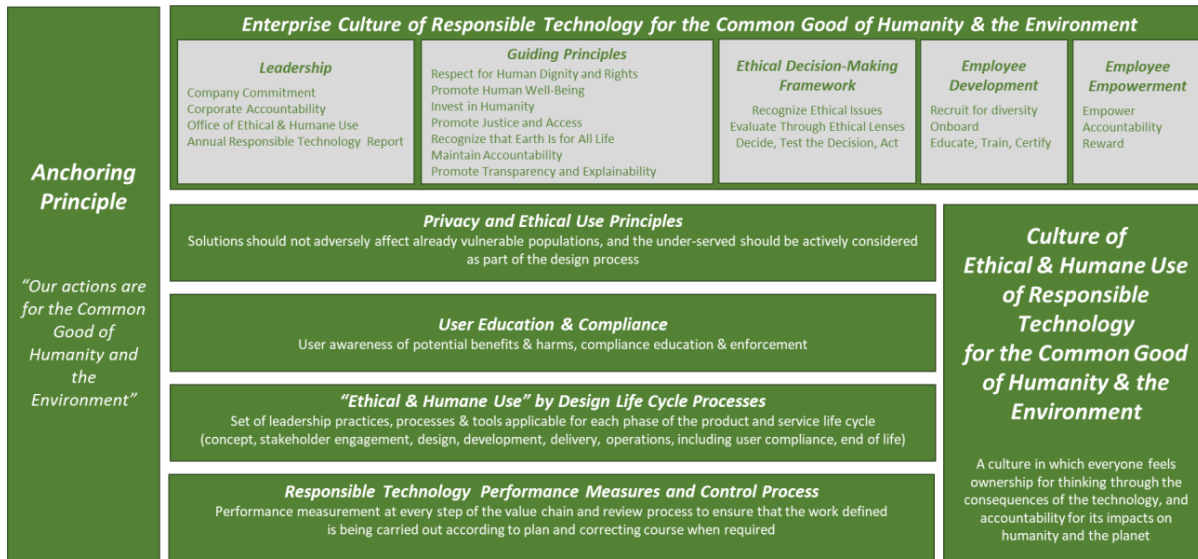 Enterprise Culture of Responsible Technology for the Common Good of Humanity & the Environment
Leadership
Company Commitment
Corporate Accountability
Office of Ethical & Humane Use
Annual Responsible Technology Report
Guiding Principles
Respect for Human Dignity and Rights
Promote Human Well-Being
Invest in Humanity
Promote Justice and Access
Recognize that Earth Is for All Life
Maintain Accountability
Promote Transparency and Explainability
Ethical Decision-Making
Framework
Recognize Ethical Issues
Evaluate Through Ethical Lenses
Decide, Test the Decision, Act
Employee
Development
Recruit for diversity
Onboard
Educate, Train, Certify
Employee
Empowerment
Empower
Accountability
Reward
Anchoring
Principle
“Our actions are
for the Common
Good of
Humanity and
the
Environment”
Privacy and Ethical Use Principles
Solutions should not adversely affect already vulnerable populations, and the under-served should be actively considered
as part of the design process
User Education & Compliance
User awareness of potential benefits & harms, compliance education & enforcement
“Ethical & Humane Use” by Design Life Cycle Processes
Set of leadership practices, processes & tools applicable for each phase of the product and service life cycle
(concept, stakeholder engagement, design, development, delivery, operations, including user compliance, end of life)
Responsible Technology Performance Measures and Control Process
Performance measurement at every step of the value chain and review process to ensure that the work defined
is being carried out according to plan and correcting course when required
Culture of
Ethical & Humane Use
of Responsible
Technology
for the Common Good
of Humanity & the
Environment
A culture in which everyone feels
ownership for thinking through the
consequences of the technology, and
accountability for its impacts on
humanity and the planet